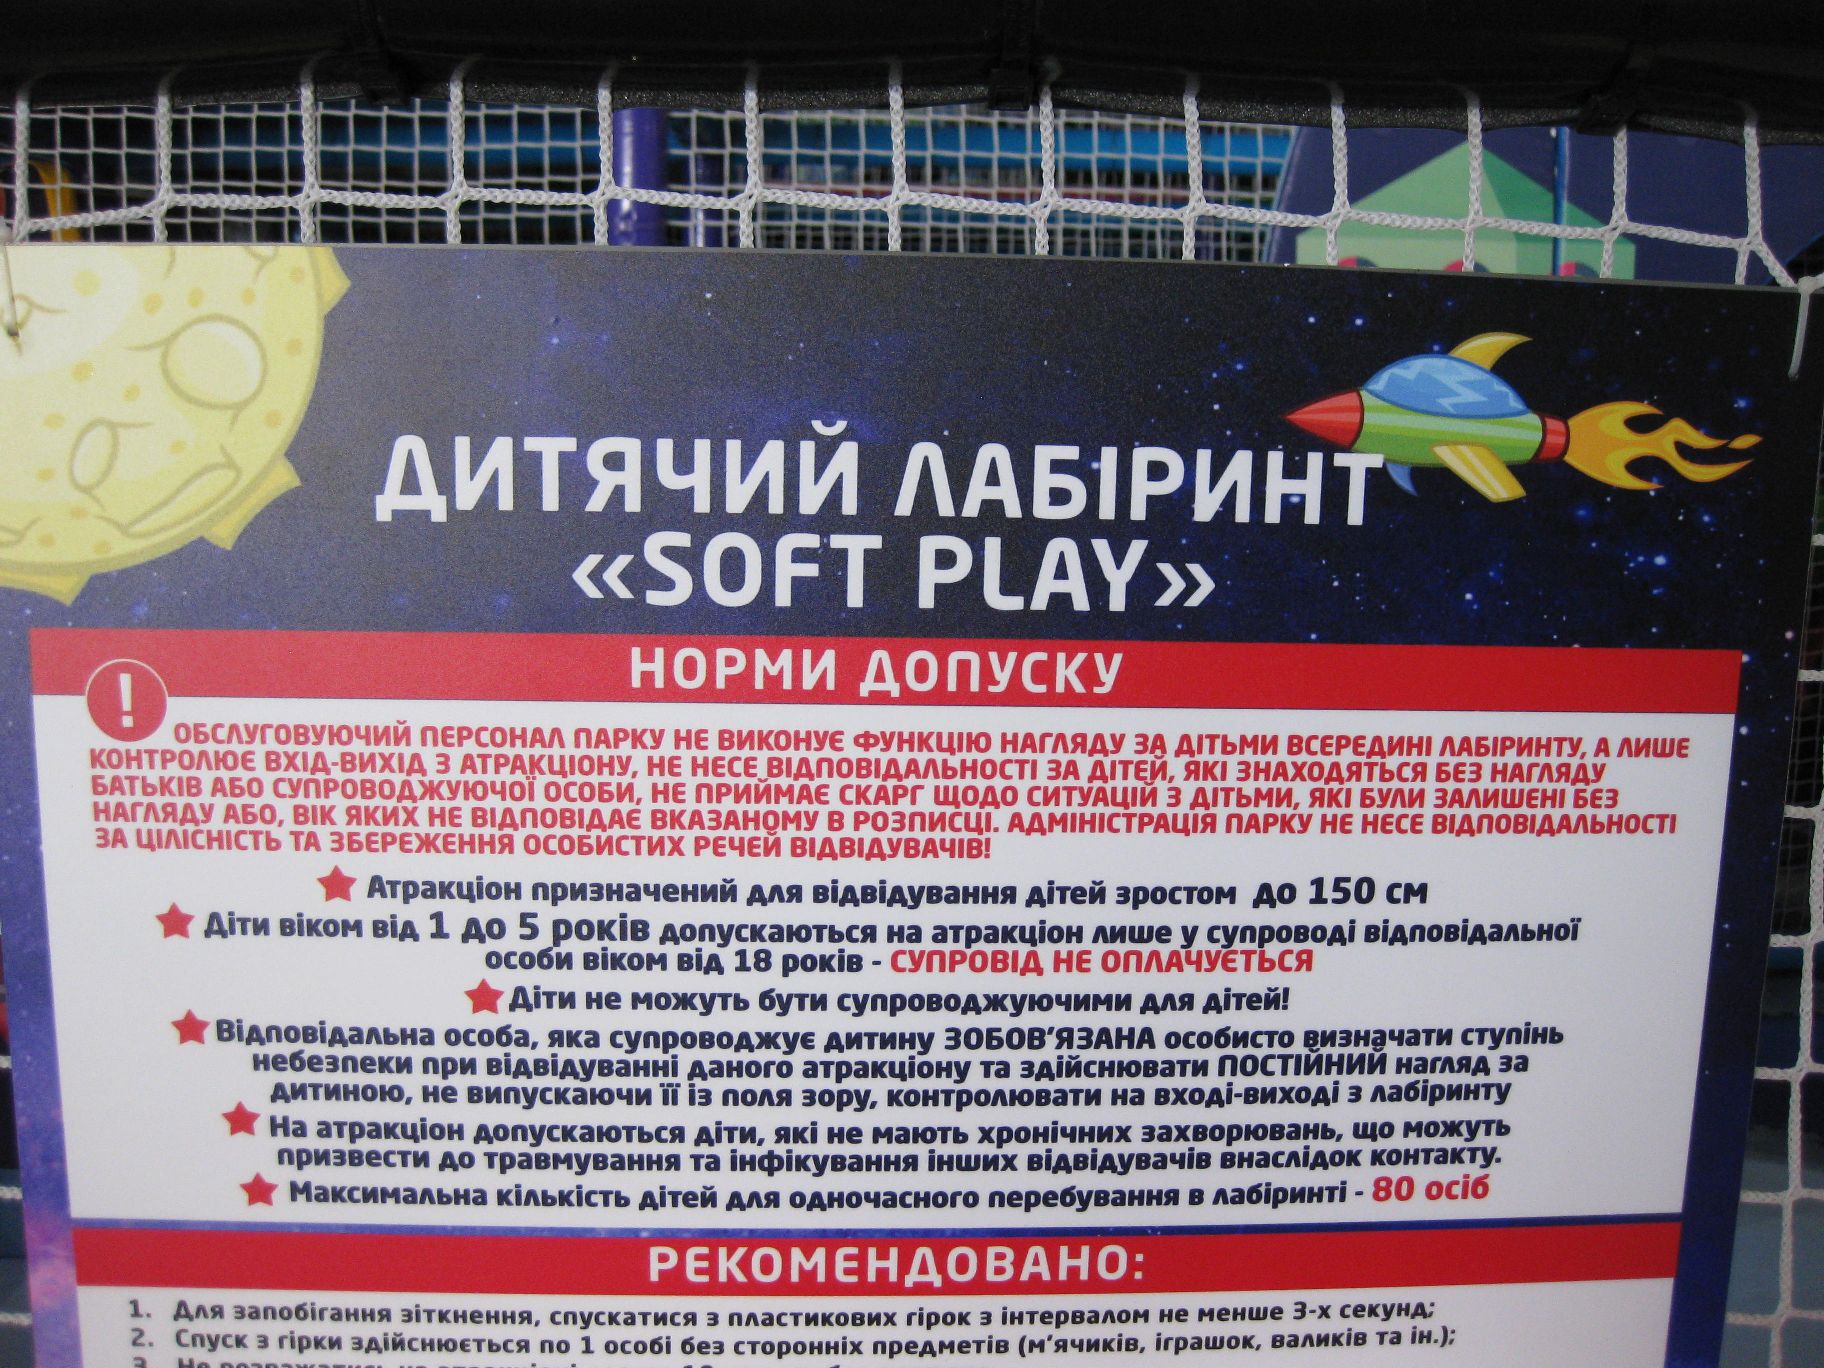 ДИТЯЧИЙ ЛАБІРИНТ
«SOFT PLAY»
НОРМИ ДОПУСКУ
! ОБСЛУГОВУЮЧИЙ ПЕРСОНАЛ ПАРКУ НЕ ВИКОНУЄ ФУНКЦІЮ НАГЛЯДУ ЗА ДІТЬМИ ВСЕРЕДИНІ ЛАБІРИНТУ, А ЛИШЕ
КОНТРОЛЮЄ ВХІД-ВИХІД З АТРАКЦІОНУ, НЕ НЕСЕ ВІДПОВІДАЛЬНОСТІ ЗА ДІТЕЙ, ЯКІ ЗНАХОДЯТЬСЯ БЕЗ НАГЛЯДУ
БАТЬКІВ АБО СУПРОВОДЖУЮЧОЇ ОСОБИ, НЕ ПРИЙМАЄ СКАРГ ЩОДО СИТУАЦІЙ З ДІТЬМИ, ЯКІ БУЛИ ЗАЛИШЕНІ БЕЗ
НАГЛЯДУ АБО, ВІК ЯКИХ НЕ ВІДПОВІДАЄ ВКАЗАНОМУ В РОЗПИСЦІ. АДМІНІСТРАЦІЯ ПАРКУ НЕ НЕСЕ ВІДПОВІДАЛЬНОСТІ
ЗА ЦІЛІСНІСТЬ ТА ЗБЕРЕЖЕННЯ ОСОБИСТИХ РЕЧЕЙ ВІДВІДУВАЧІВ!
Атракціон призначений для відвідування дітей зростом до 150 см
Діти віком від 1 до 5 років допускаються на атракціон лише у супроводі відповідальної
особи віком від 18 років - СУПРОВІД НЕ ОПЛАЧУЄТЬСЯ
Діти не можуть бути супроводжуючими для дітей!
Відповідальна особа, яка супроводжує дитину ЗОБОВ'ЯЗАНА особисто визначати ступінь
небезпеки при відвідуванні даного атракціону та здійснювати ПОСТІЙНИЙ нагляд за
дитиною, не випускаючи її із поля зору, контролювати на вході-виході з лабіринту
На атракціон допускаються діти, які не мають хронічних захворювань, що можуть
призвести до травмування та інфікування інших відвідувачів внаслідок контакту.
Максимальна кількість дітей для одночасного перебування в лабіринті - 80 осіб
РЕКОМЕНДОВАНО:
1. Для запобігання зіткнення, спускатися з пластикових гірок з інтервалом не менше 3-х секунд;
2. Спуск з гірки здійснюється по 1 особі без сторонніх предметів (м'ячиків, іграшок, валиків та ін.);